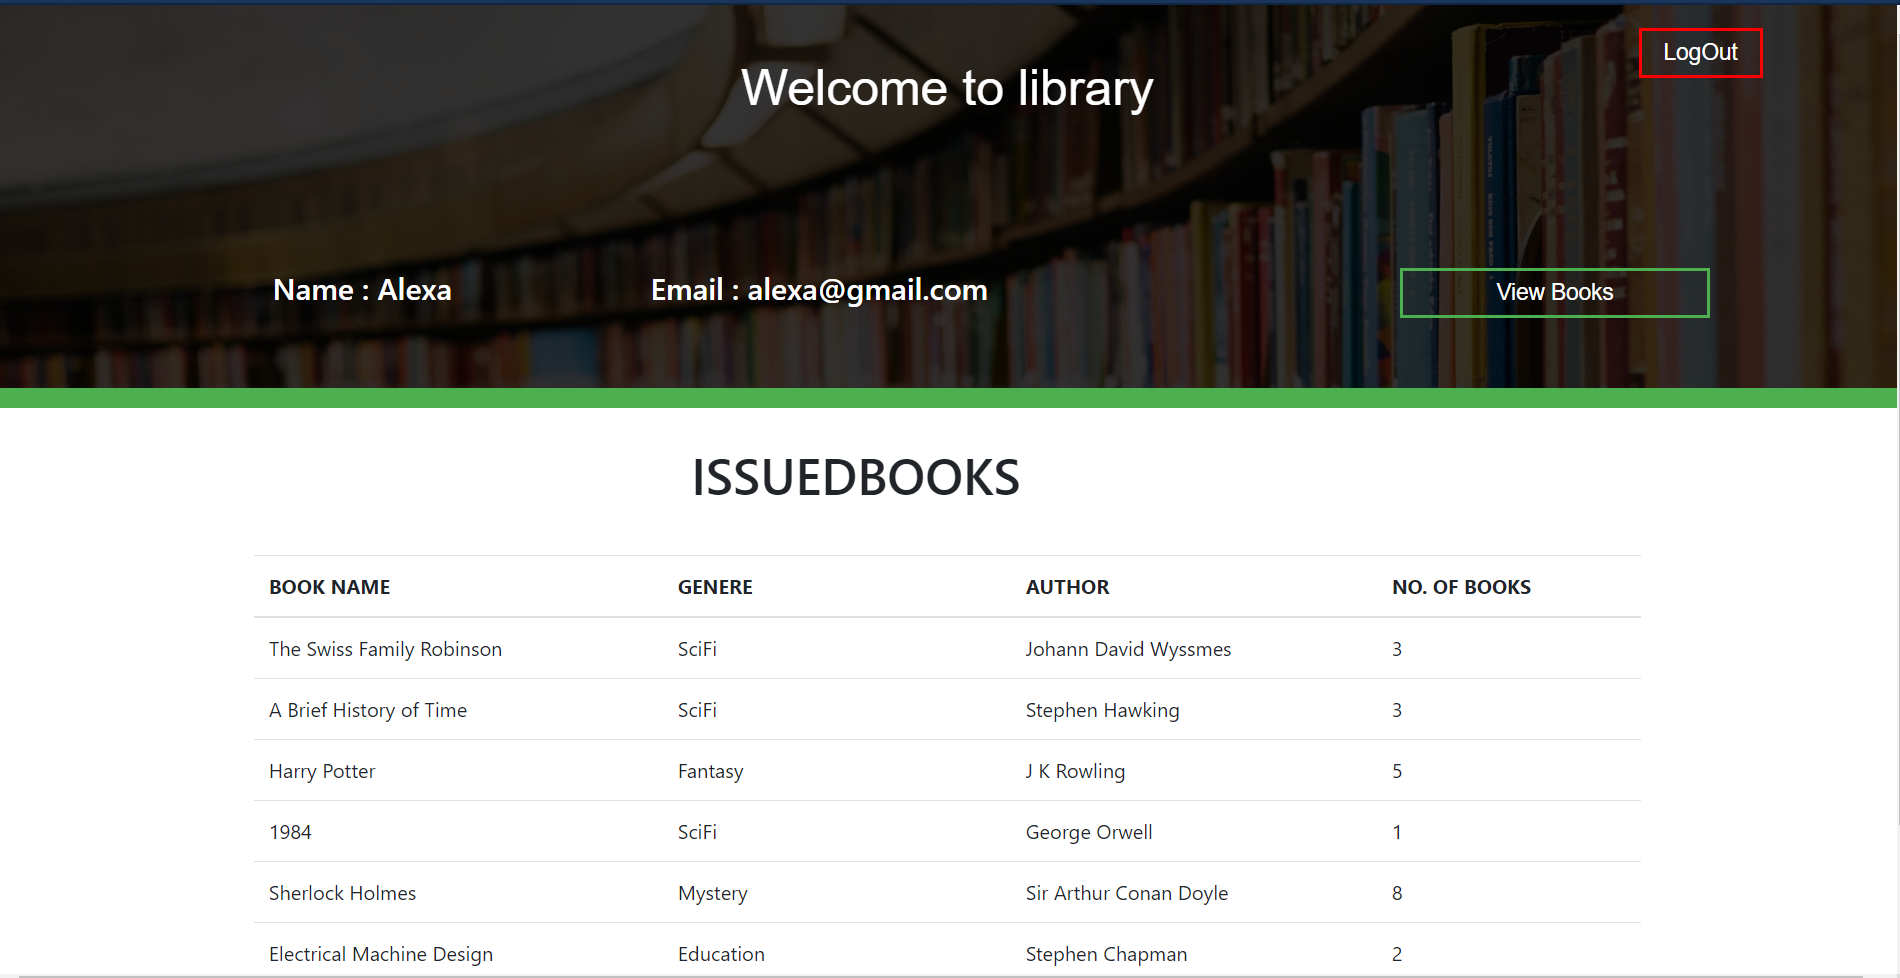 LogOut
Welcome to library
Name : Alexa Email : alexa@gmail.com View Books
ISSUEDBOOKS
BOOK NAME GENERE AUTHOR NO. OF BOOKS
The Swiss Family Robinson SciFi Johann David Wyssmes 3
A Brief History of Time SciFi Stephen Hawking 3
Harry Potter Fantasy J K Rowling 5
1984 SciFi George Orwell 1
Sherlock Holmes Mystery Sir Arthur Conan Doyle 8
Electrical Machine Design Education Stephen Chapman 2